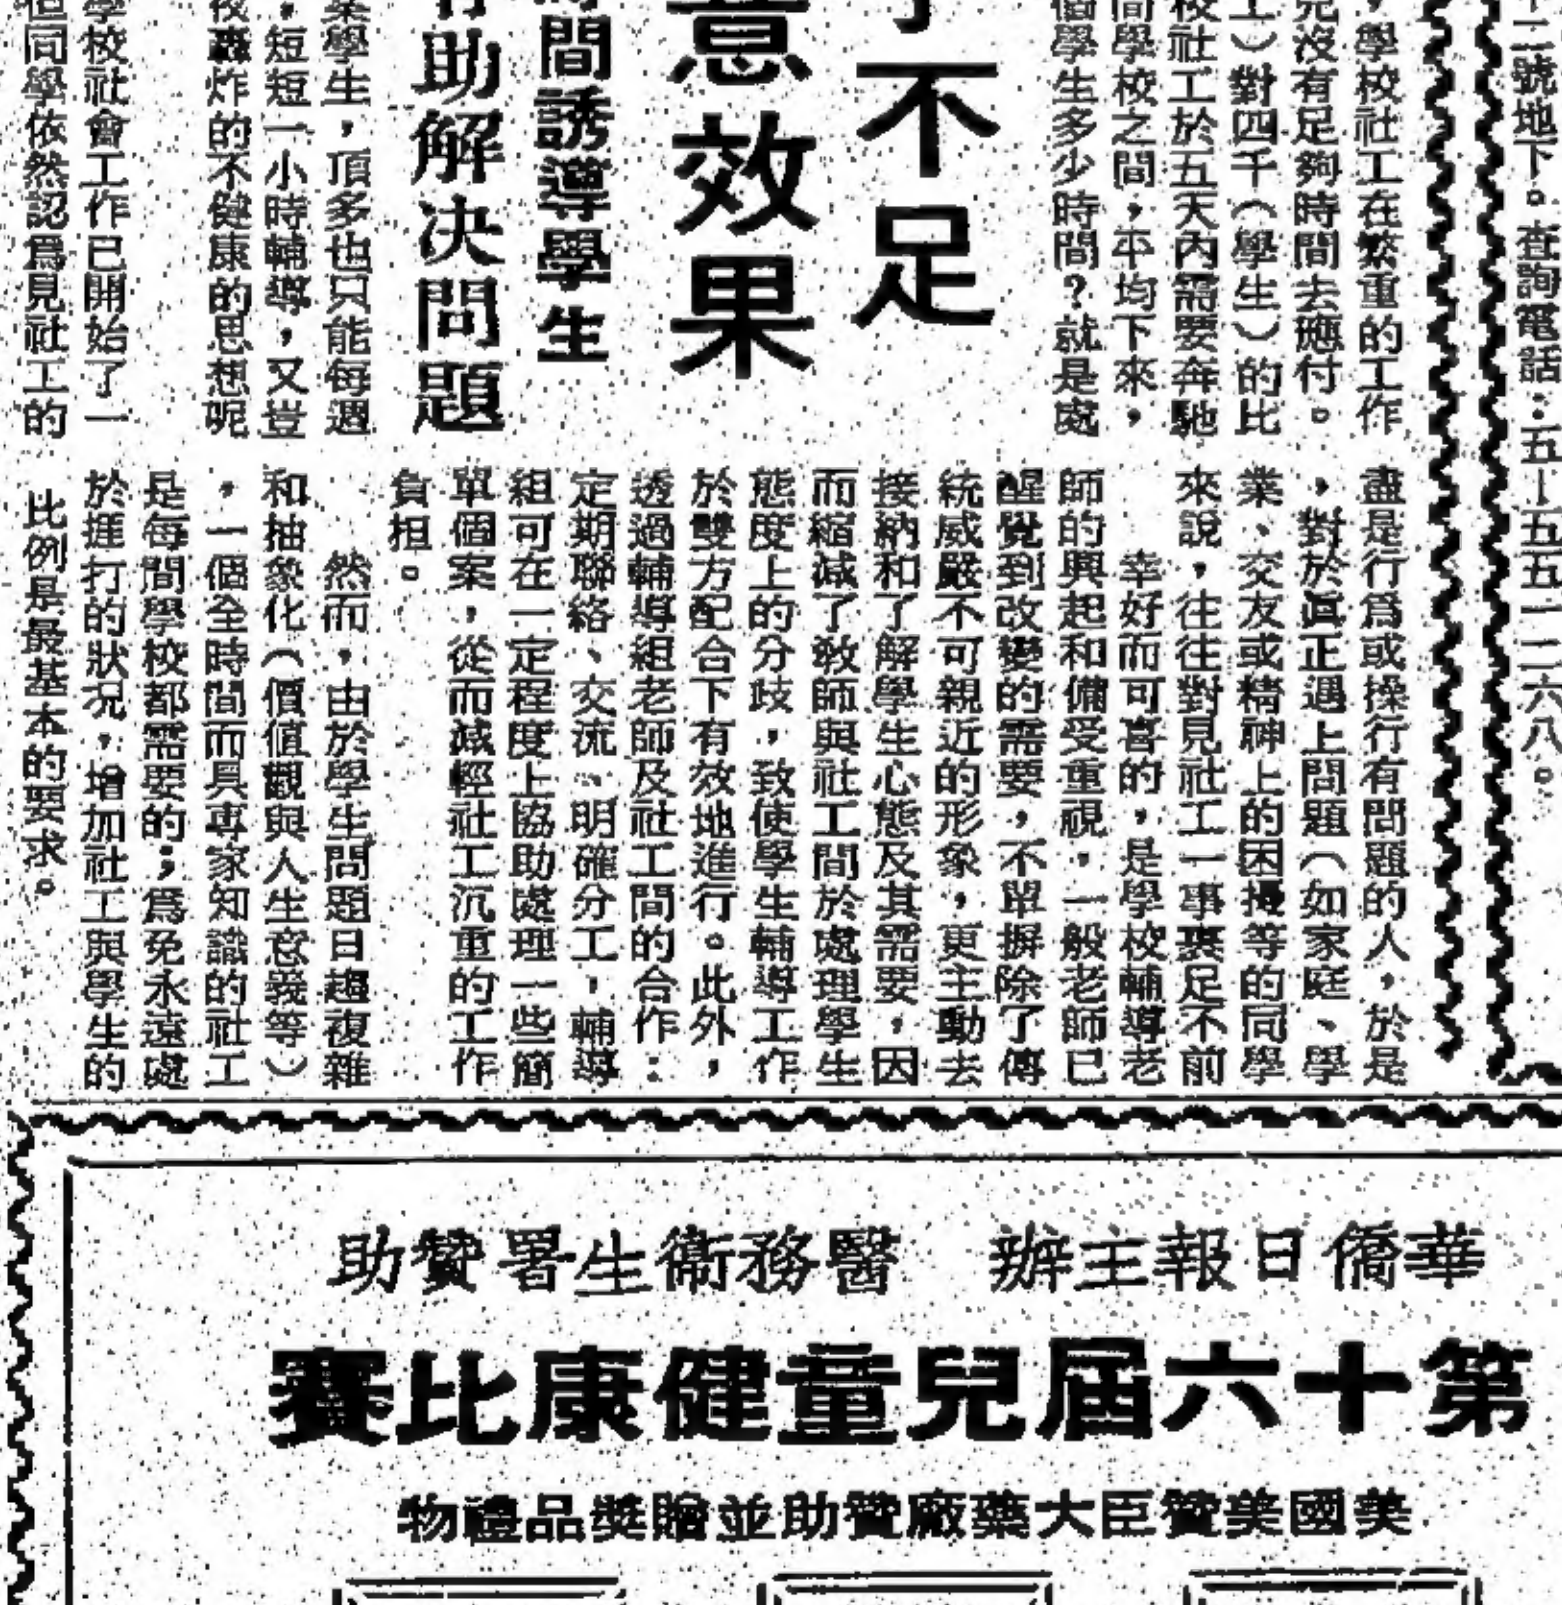 二號地下。查詢電話：五—五五一一二六八。
，學校社工在繁重的工作
兒沒有足夠時間去應付。
工）對四千（學生）的比
校社工於五天內需要奔馳
間學校之間，平均下來，
個學生多少時間？就是處
不足
意效果
間誘導學生
助解決問題
業學生，頂多也只能每週
，短短一小時輔導，又豈
被轟炸的不健康的思想呢
學校社會工作已開始了一
但同學依然認爲見社工的
盡是行爲或操行有問題的人，於是
，對於眞正遇上問題（如家庭、學
業、交友或精神上的困擾等的同學
來說，往往對見社工一事裹足不前
幸好而可喜的，是學校輔導老
師的興起和備受重視，一般老師已
醒覺到改變的需要，不單摒除了傳
統威嚴不可親近的形象，更主動去
接納和了解學生心態及其需要，因
而縮減了教師與社工間於處理學生
態度上的分歧，致使學生輔導工作
於雙方配合下有效地進行。此外，
透過輔導組老師及社工間的合作：
定期聯絡、交流、明確分工，輔導
組可在一定程度上協助處理一些簡
單個案，從而減輕社工沉重的工作
負担。
然而，由於學生問題日趨複雜
和抽象化（價值觀與人生意義等）
，一個全時間而具專家知識的社工
是每間學校都需要的；爲免永遠處
於捱打的狀況，增加社工與學生的
比例是最基本的要求。
華僑日報主辦　醫務衞生署贊助
第十六屆兒童健康比賽
美國美贊臣大藥廠贊助並贈獎品禮物